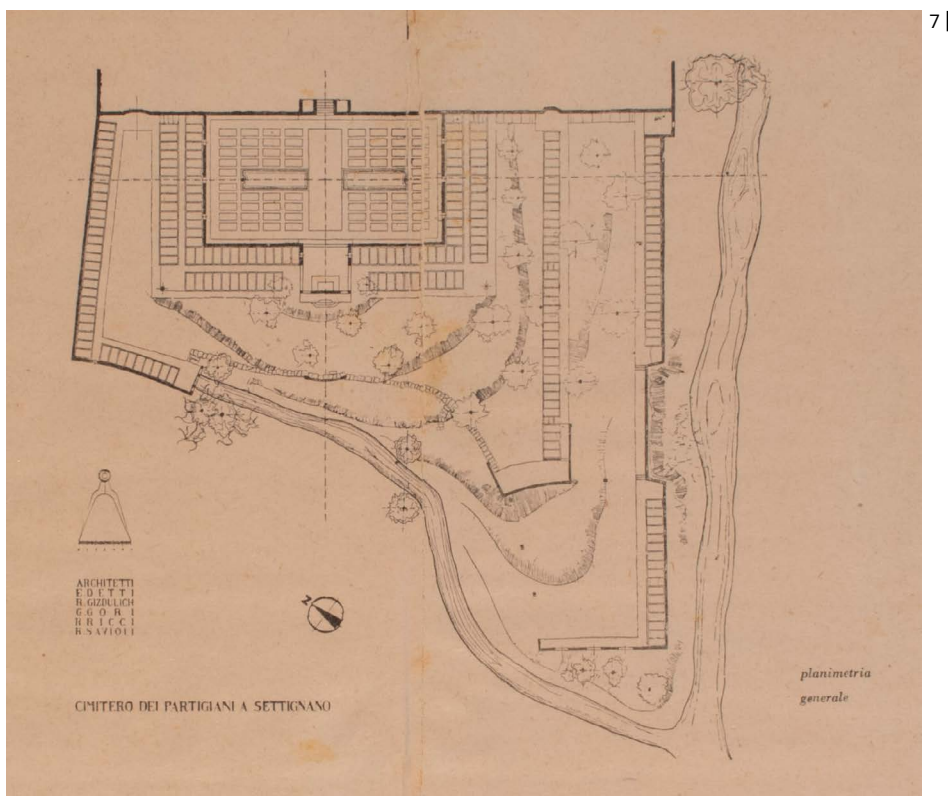 7
N
ARCHITETTI
E. DETTI
R. GIZDULICH
G. GORI
R RICCI
R SAVIOLI
CIMITERO DEI PARTIGIANI A SETTIGNANO
planimetria
generale